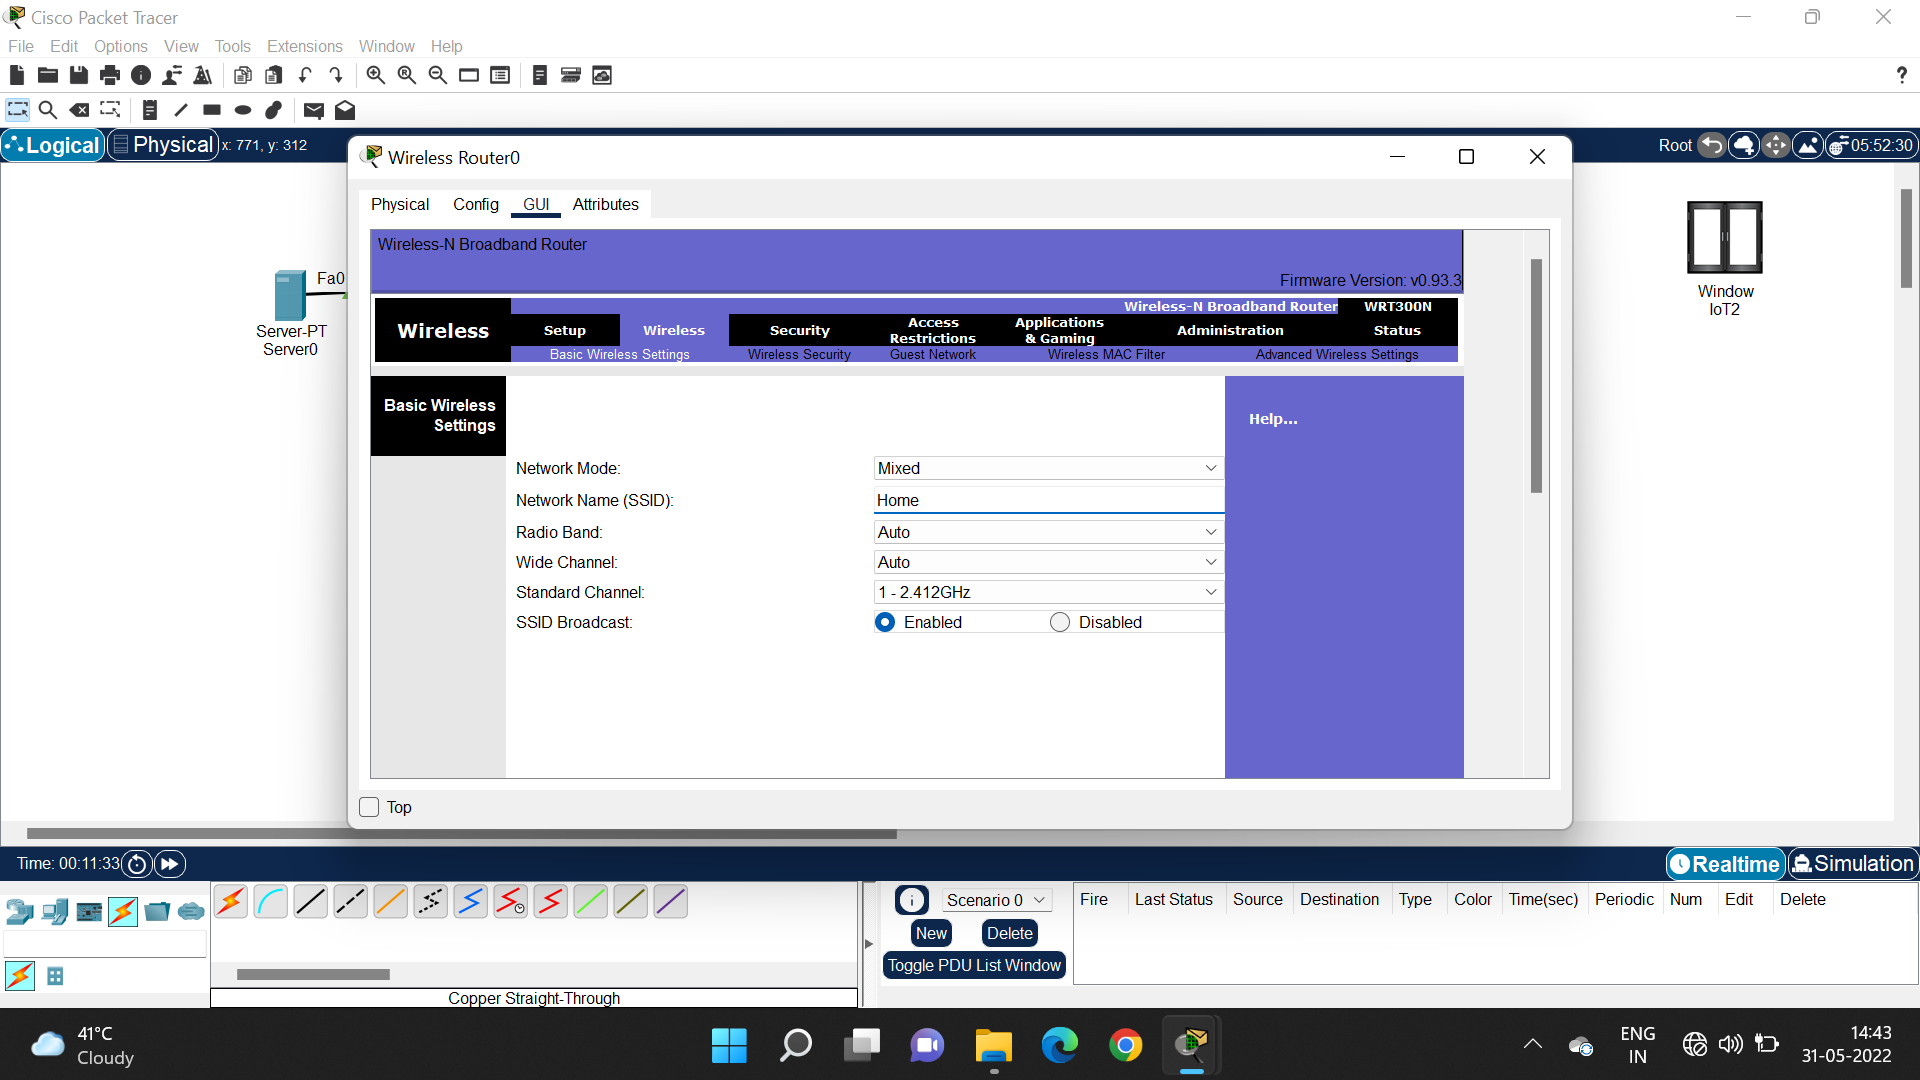 Cisco Packet Tracer
File Edit Options View Tools Extensions Window Help
?
Logical Physical x: 771, y: 312
Root 05:52:30
Wireless Router0
Physical Config GUI Attributes
Wireless-N Broadband Router
Firmware Version: v0.93.3
Wireless-N Broadband Router WRT300N
Wireless
Setup Wireless Security Access Restrictions Applications & Gaming Administration Status
Basic Wireless Settings Wireless Security Guest Network Wireless MAC Filter Advanced Wireless Settings
Basic Wireless
Settings
Help...
Network Mode: Mixed
Network Name (SSID): Home
Radio Band: Auto
Wide Channel: Auto
Standard Channel: 1 - 2.412GHz
SSID Broadcast: Enabled Disabled
Top
Fa0
Server-PT
Server0
Window
IoT2
Time: 00:11:33
Realtime Simulation
Scenario 0
New Delete
Toggle PDU List Window
Fire Last Status Source Destination Type Color Time(sec) Periodic Num Edit Delete
Copper Straight-Through
41°C
Cloudy
ENG
IN
14:43
31-05-2022